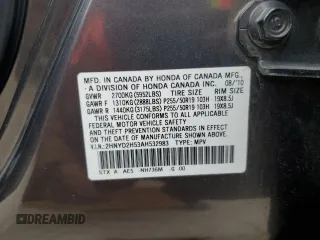 MFD. IN CANADA BY HONDA OF CANADA MFG.,
A DIVISION OF HONDA CANADA INC. 08/'10
GVWR 2700KG(5952LBS) TIRE SIZE RIM SIZE
GAWR F 1310KG(2888LBS) P255/50R19 103H 19X8.5J
GAWR R 1440KG(3175LBS) P255/50R19 103H 19X8.5J
THIS VEHICLE CONFORMS TO ALL APPLICABLE
FEDERAL MOTOR VEHICLE SAFETY STANDARDS
IN EFFECT ON THE DATE OF MANUFACTURE
SHOWN ABOVE.
V.I.N.:2HNYD2H53AH532983 TYPE: MPV
STX A AE5 NH736M G 00
DREAMBID
.COM